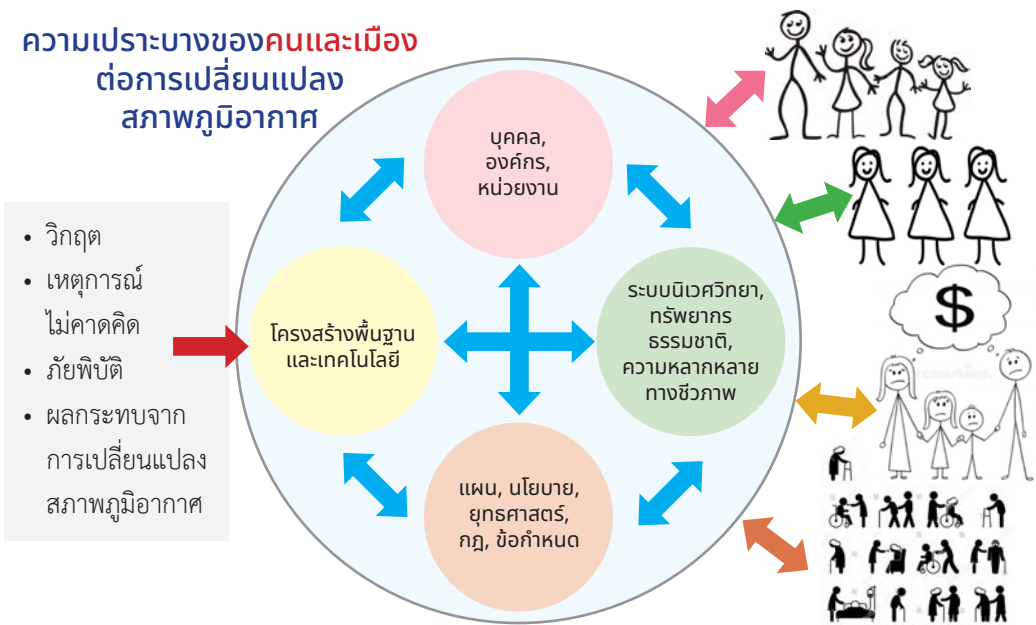 ความเปราะบางของคนและเมือง
ต่อการเปลี่ยนแปลง
สภาพภูมิอากาศ
• วิกฤต
• เหตุการณ์
ไม่คาดคิด
• ภัยพิบัติ
• ผลกระทบจาก
การเปลี่ยนแปลง
สภาพภูมิอากาศ
บุคคล,
องค์กร,
หน่วยงาน
โครงสร้างพื้นฐาน
และเทคโนโลยี
ระบบนิเวศวิทยา,
ทรัพยากร
ธรรมชาติ,
ความหลากหลาย
ทางชีวภาพ
แผน, นโยบาย,
ยุทธศาสตร์,
กฎ, ข้อกำหนด
$